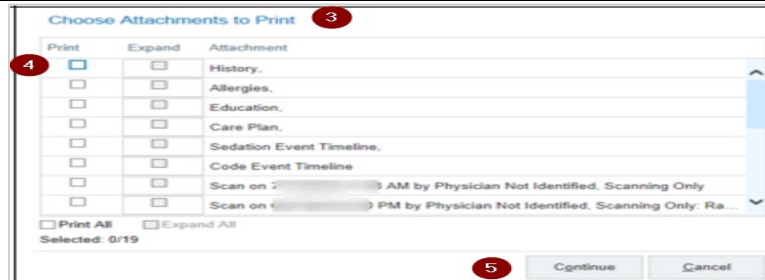 Choose Attachments to Print 3
Print Expand Attachment
4 History,
Allergies,
Education,
Care Plan,
Sedation Event Timeline,
Code Event Timeline
Scan on AM by Physician Not Identified, Scanning Only
Scan on PM by Physician Not Identified, Scanning Only: Ra...
Print All Expand All
Selected: 0/19
5 Continue Cancel